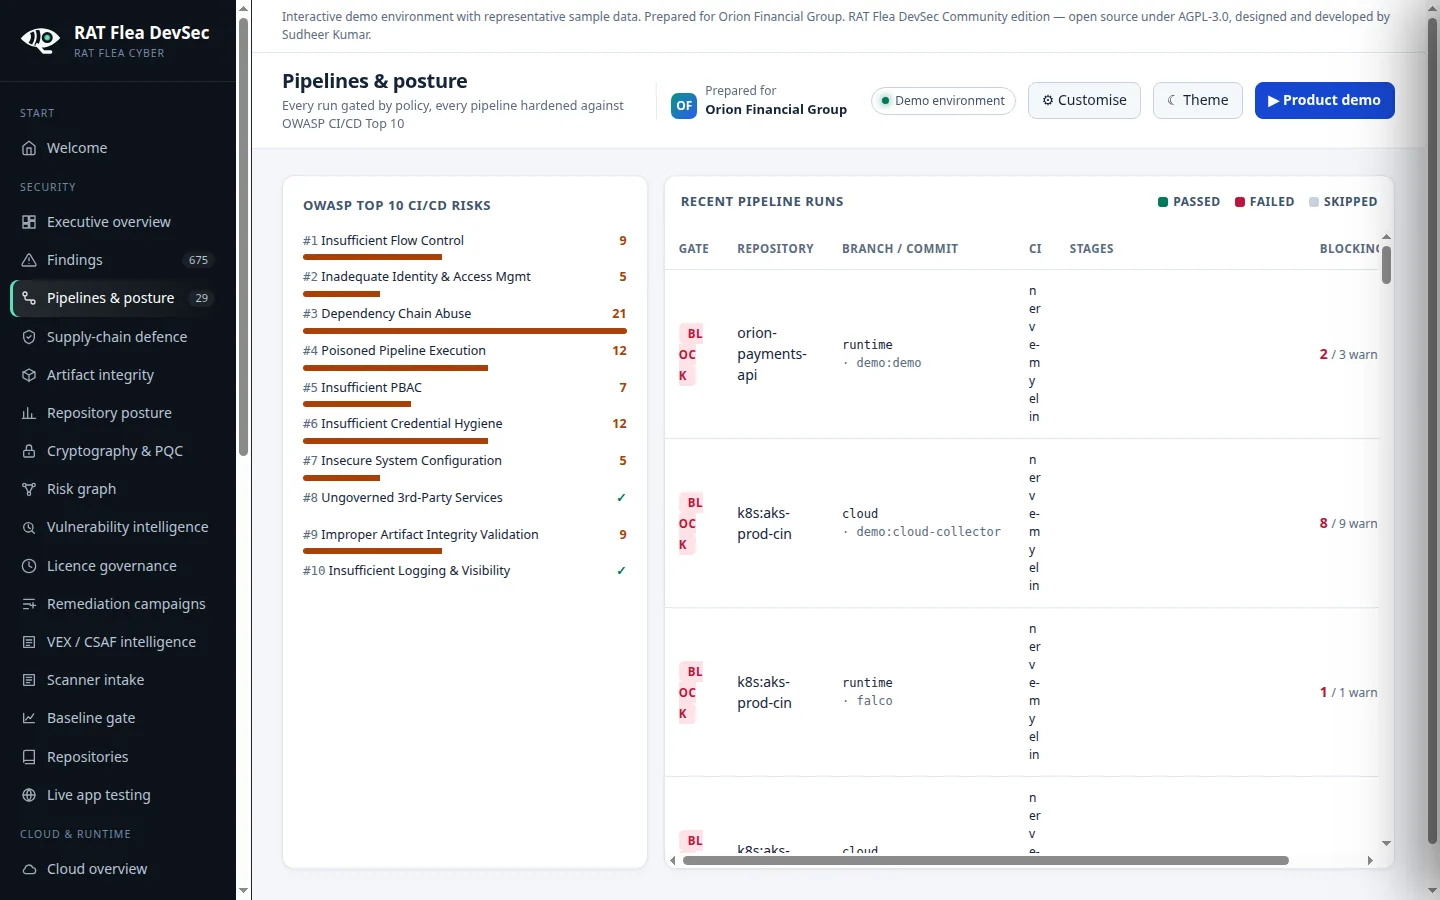 RAT Flea DevSec
RAT FLEA CYBER
START
Welcome
SECURITY
Executive overview
Findings 675
Pipelines & posture 29
Supply-chain defence
Artifact integrity
Repository posture
Cryptography & PQC
Risk graph
Vulnerability intelligence
Licence governance
Remediation campaigns
VEX / CSAF intelligence
Scanner intake
Baseline gate
Repositories
Live app testing
CLOUD & RUNTIME
Cloud overview
Interactive demo environment with representative sample data. Prepared for Orion Financial Group. RAT Flea DevSec Community edition — open source under AGPL-3.0, designed and developed by
Sudheer Kumar.
Pipelines & posture
Every run gated by policy, every pipeline hardened against
OWASP CI/CD Top 10
OF
Prepared for
Orion Financial Group
Demo environment
⚙ Customise
☾ Theme
▶ Product demo
OWASP TOP 10 CI/CD RISKS
#1 Insufficient Flow Control 9
#2 Inadequate Identity & Access Mgmt 5
#3 Dependency Chain Abuse 21
#4 Poisoned Pipeline Execution 12
#5 Insufficient PBAC 7
#6 Insufficient Credential Hygiene 12
#7 Insecure System Configuration 5
#8 Ungoverned 3rd-Party Services ✓
#9 Improper Artifact Integrity Validation 9
#10 Insufficient Logging & Visibility ✓
RECENT PIPELINE RUNS
PASSED FAILED SKIPPED
GATE REPOSITORY BRANCH / COMMIT CI STAGES BLOCKING
BL
OC
K
orion-
payments-
api
runtime
· demo:demo
n
er
v
e-
m
y
el
in
2 / 3 warn
BL
OC
K
k8s:aks-
prod-cin
cloud
· demo:cloud-collector
n
er
v
e-
m
y
el
in
8 / 9 warn
BL
OC
K
k8s:aks-
prod-cin
runtime
· falco
n
er
v
e-
m
y
el
in
1 / 1 warn
BL
k8s:aks-
cloud
n
er
v
e-